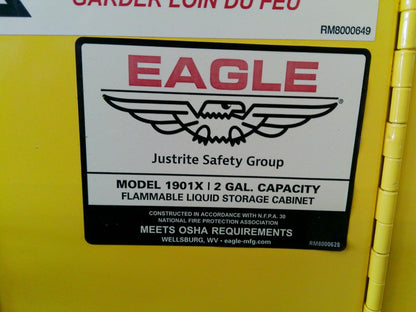 GARDER LOIN DU FEU
RM8000649
EAGLE
®
Justrite Safety Group
MODEL 1901X | 2 GAL. CAPACITY
FLAMMABLE LIQUID STORAGE CABINET
CONSTRUCTED IN ACCORDANCE WITH N.F.P.A. 30
NATIONAL FIRE PROTECTION ASSOCIATION
MEETS OSHA REQUIREMENTS
WELLSBURG, WV • eagle-mfg.com
RM8000628